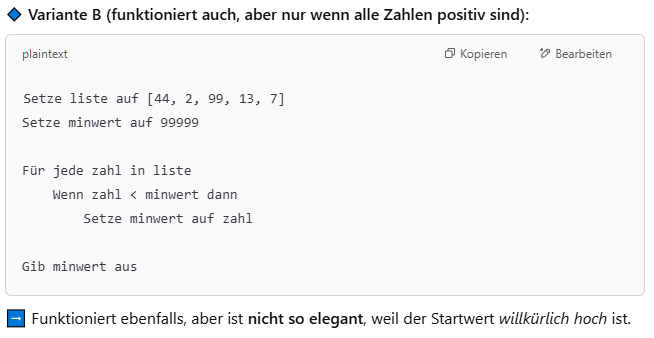 🔹 Variante B (funktioniert auch, aber nur wenn alle Zahlen positiv sind):
plaintext Kopieren Bearbeiten
Setze liste auf [44, 2, 99, 13, 7]
Setze minwert auf 99999
Für jede zahl in liste
    Wenn zahl < minwert dann
        Setze minwert auf zahl
Gib minwert aus
➡️ Funktioniert ebenfalls, aber ist nicht so elegant, weil der Startwert willkürlich hoch ist.